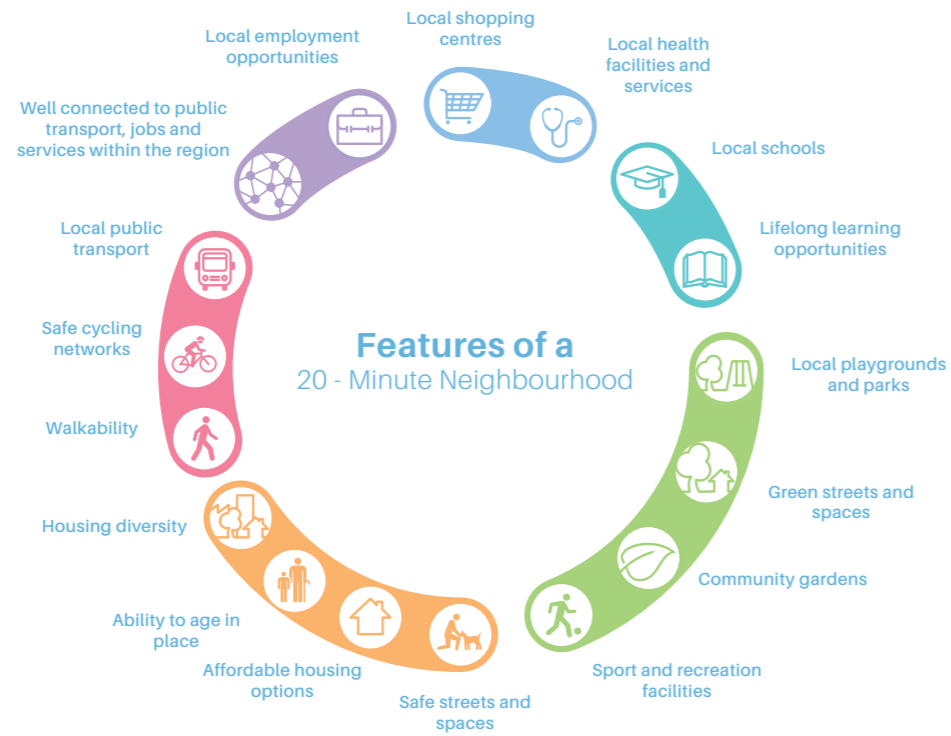 Features of a
20 - Minute Neighbourhood
Local shopping
centres
Local health
facilities and
services
Local schools
Lifelong learning
opportunities
Local playgrounds
and parks
Green streets and
spaces
Community gardens
Sport and recreation
facilities
Safe streets and
spaces
Affordable housing
options
Ability to age in
place
Housing diversity
Walkability
Safe cycling
networks
Local public
transport
Well connected to public
transport, jobs and
services within the region
Local employment
opportunities